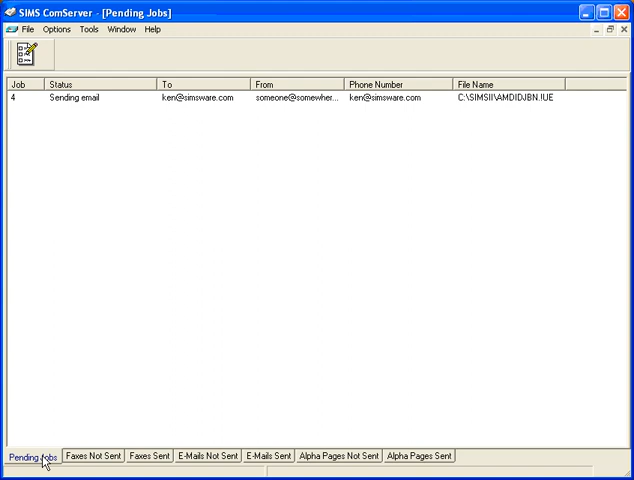 SIMS ComServer - [Pending Jobs]
File Options Tools Window Help
Job Status To From Phone Number File Name
4 Sending email ken@simsware.com someone@somewher... ken@simsware.com C:\SIMSII\AMDIDJBN.!UE
Pending Jobs Faxes Not Sent Faxes Sent E-Mails Not Sent E-Mails Sent Alpha Pages Not Sent Alpha Pages Sent